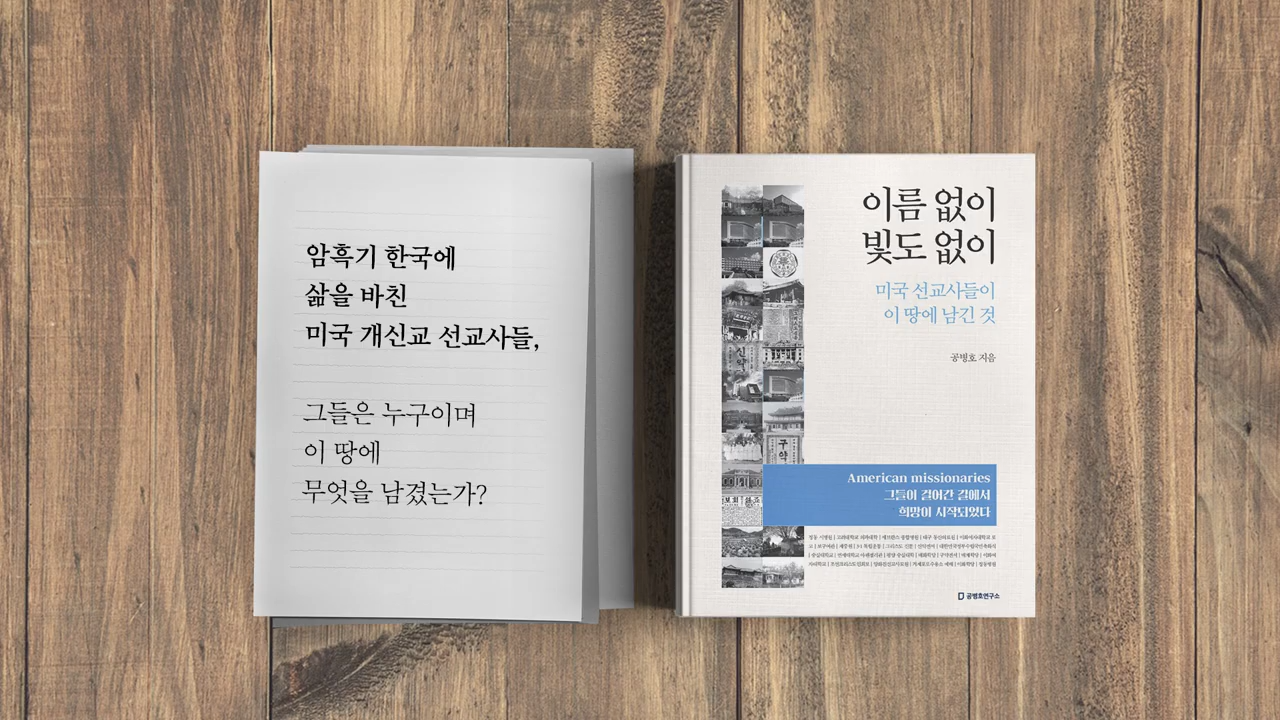 암흑기 한국에
삶을 바친
미국 개신교 선교사들,
그들은 누구이며
이 땅에
무엇을 남겼는가?
이름 없이
빛도 없이
미국 선교사들이
이 땅에 남긴 것
공병호 지음
신약
구약
American missionaries
그들이 걸어간 길에서
희망이 시작되었다
공병호연구소